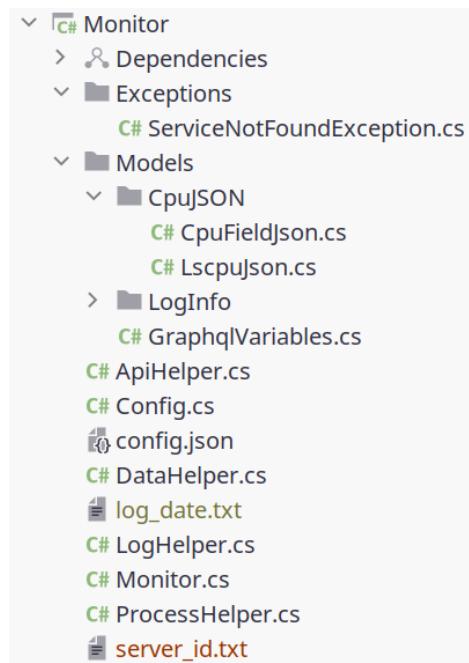 C# Monitor
Dependencies
Exceptions
C# ServiceNotFoundException.cs
Models
CpuJSON
C# CpuFieldJson.cs
C# LscpuJson.cs
LogInfo
C# GraphqlVariables.cs
C# ApiHelper.cs
C# Config.cs
{} config.json
C# DataHelper.cs
log_date.txt
C# LogHelper.cs
C# Monitor.cs
C# ProcessHelper.cs
server_id.txt